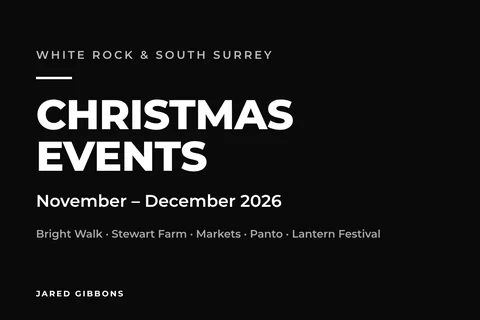 WHITE ROCK & SOUTH SURREY
CHRISTMAS
EVENTS
November – December 2026
Bright Walk · Stewart Farm · Markets · Panto · Lantern Festival
JARED GIBBONS